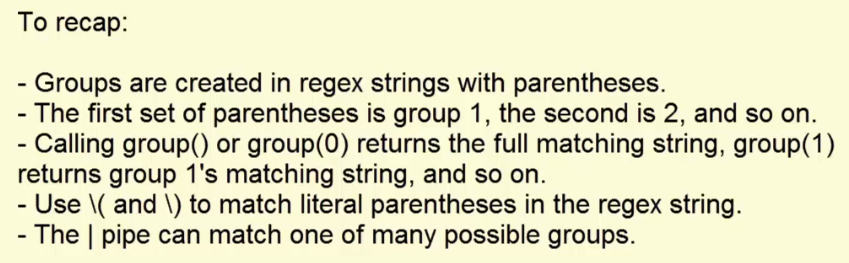 To recap:
- Groups are created in regex strings with parentheses.
- The first set of parentheses is group 1, the second is 2, and so on.
- Calling group() or group(0) returns the full matching string, group(1)
returns group 1's matching string, and so on.
- Use \( and \) to match literal parentheses in the regex string.
- The | pipe can match one of many possible groups.